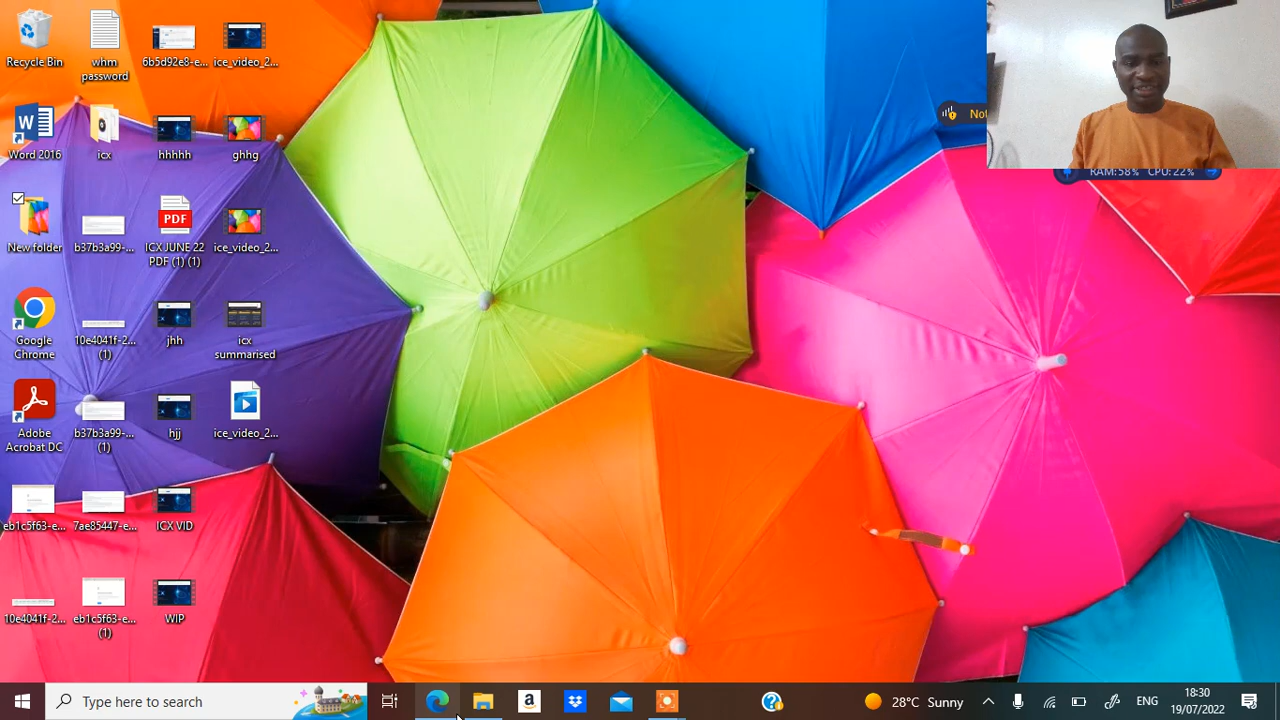 Recycle Bin
whm
password
6b5d92e8-e...
ice_video_2...
Word 2016
icx
hhhhh
ghhg
New folder
b37b3a99-...
PDF
ICX JUNE 22
PDF (1) (1)
ice_video_2...
Google
Chrome
10e4041f-2...
(1)
jhh
icx
summarised
Adobe
Acrobat DC
b37b3a99-...
(1)
hjj
ice_video_2...
eb1c5f63-e...
7ae85447-e...
ICX VID
10e4041f-2...
eb1c5f63-e...
(1)
WIP
Not
RAM:58% CPU:22%
Type here to search
28°C Sunny
ENG
18:30
19/07/2022